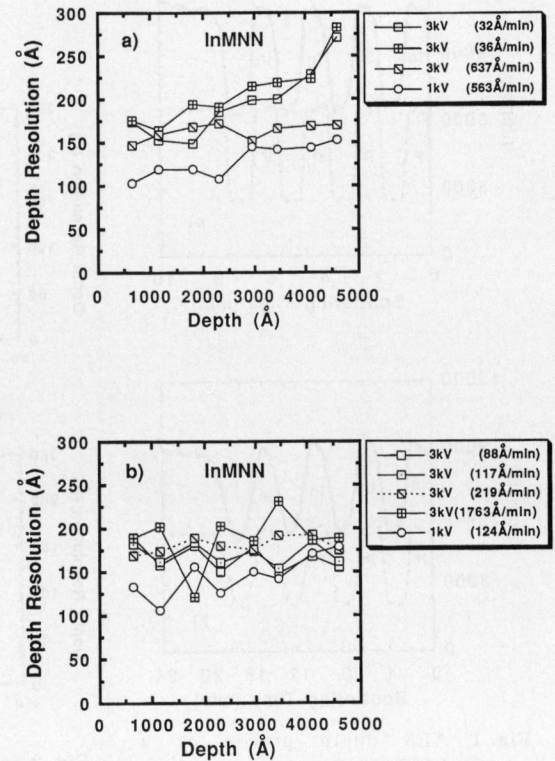 a) InMNN
3kV (32Å/min)
3kV (36Å/min)
3kV (637Å/min)
1kV (563Å/min)
Depth Resolution (Å)
300
250
200
150
100
50
0
0 1000 2000 3000 4000 5000
Depth (Å)
b) InMNN
3kV (88Å/min)
3kV (117Å/min)
3kV (219Å/min)
3kV(1763Å/min)
1kV (124Å/min)
Depth Resolution (Å)
300
250
200
150
100
50
0
0 1000 2000 3000 4000 5000
Depth (Å)